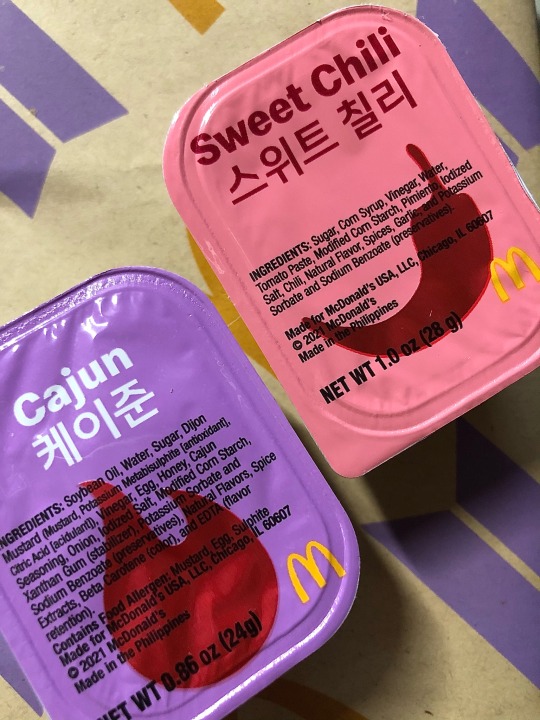 Sweet Chili
스위트 칠리
INGREDIENTS: Sugar, Corn Syrup, Vinegar, Water,
Tomato Paste, Modified Corn Starch, Pimiento, Iodized
Salt, Chili, Natural Flavor, Spices, Garlic, and Potassium
Sorbate and Sodium Benzoate (preservatives).
Made for McDonald's USA, LLC, Chicago, IL 60607
© 2021 McDonald's
Made in the Philippines
NET WT 1.0 oz (28 g)
Cajun
케이준
INGREDIENTS: Soybean Oil, Water, Sugar, Dijon
Mustard (Mustard, Potassium Metabisulphite [antioxidant],
Citric Acid [acidulant]), Vinegar, Egg, Honey, Cajun
Seasoning, Onion, Iodized Salt, Modified Corn Starch,
Xanthan Gum (stabilizer), Potassium Sorbate and
Sodium Benzoate (preservatives), Natural Flavors, Spice
Extracts, Beta Carotene (color), and EDTA (flavor
retention).
Contains Food Allergen: Mustard, Egg, Sulphite
Made for McDonald's USA, LLC, Chicago, IL 60607
© 2021 McDonald's
Made in the Philippines
NET WT 0.86 oz (24g)